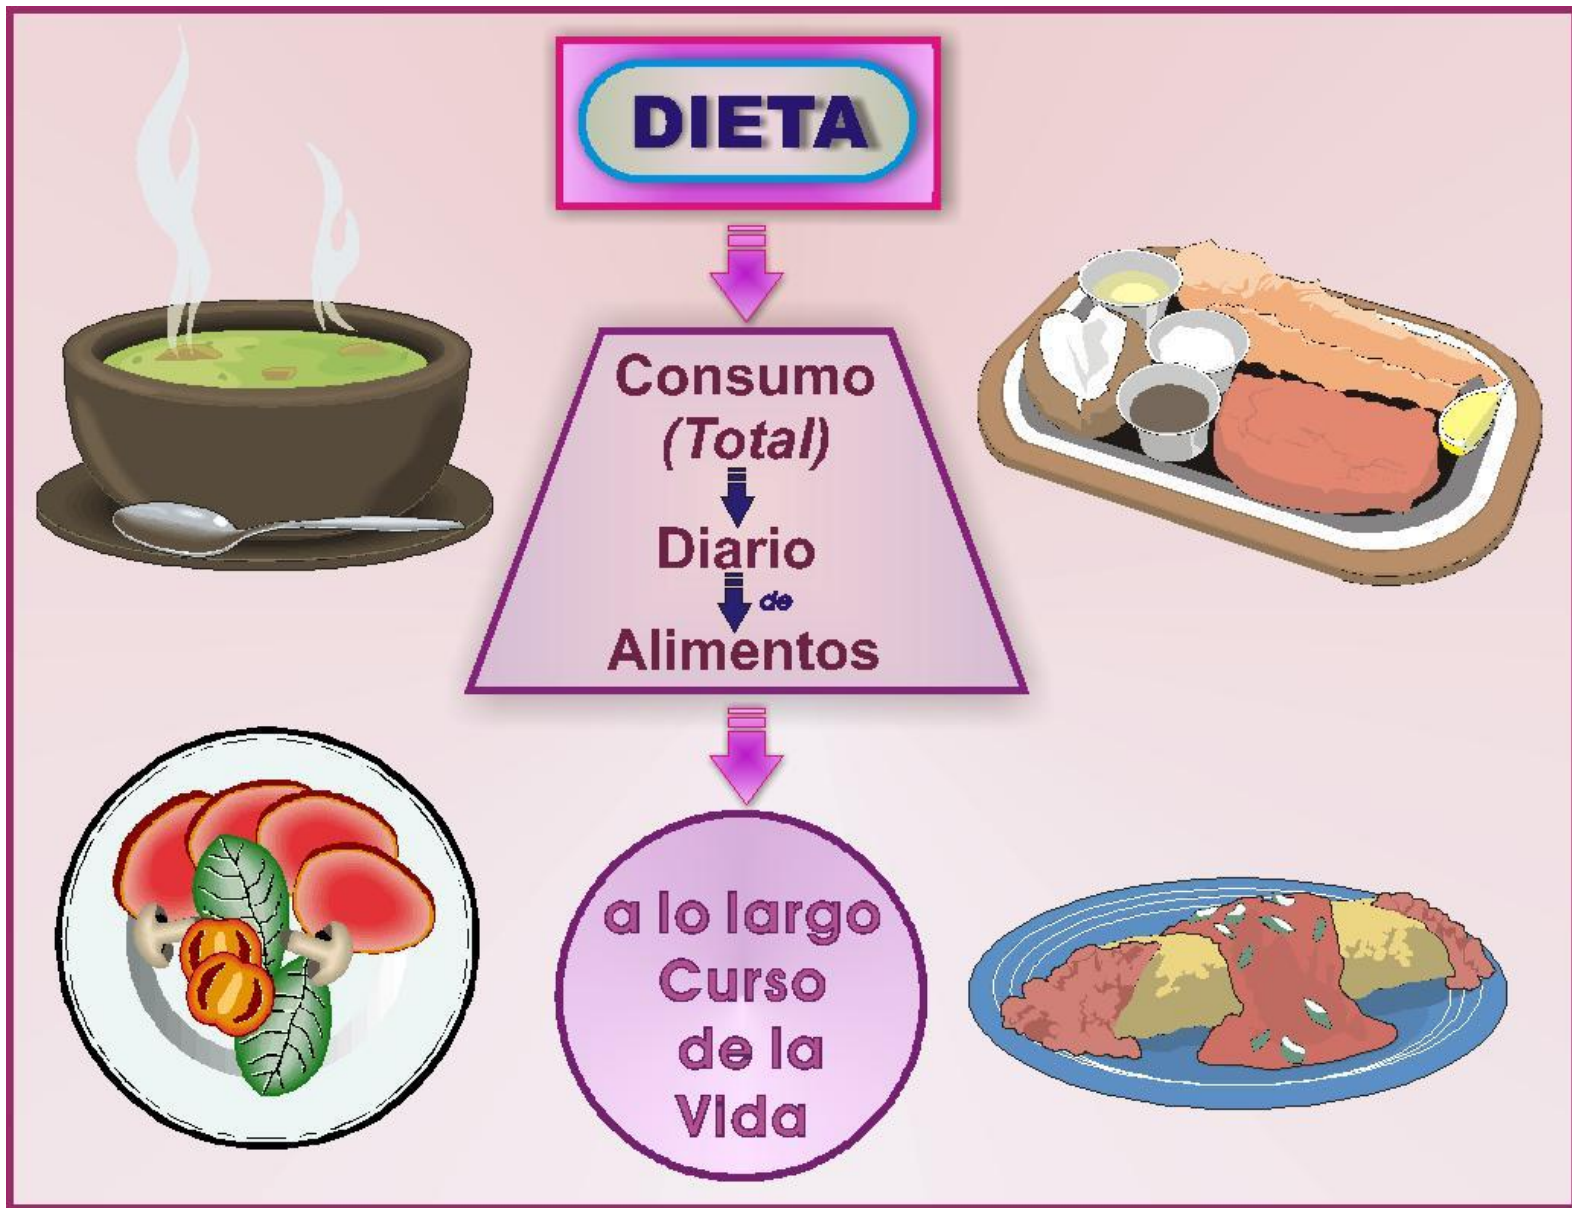 DIETA
Consumo
(Total)
Diario
de
Alimentos
a lo largo
Curso
de la
Vida